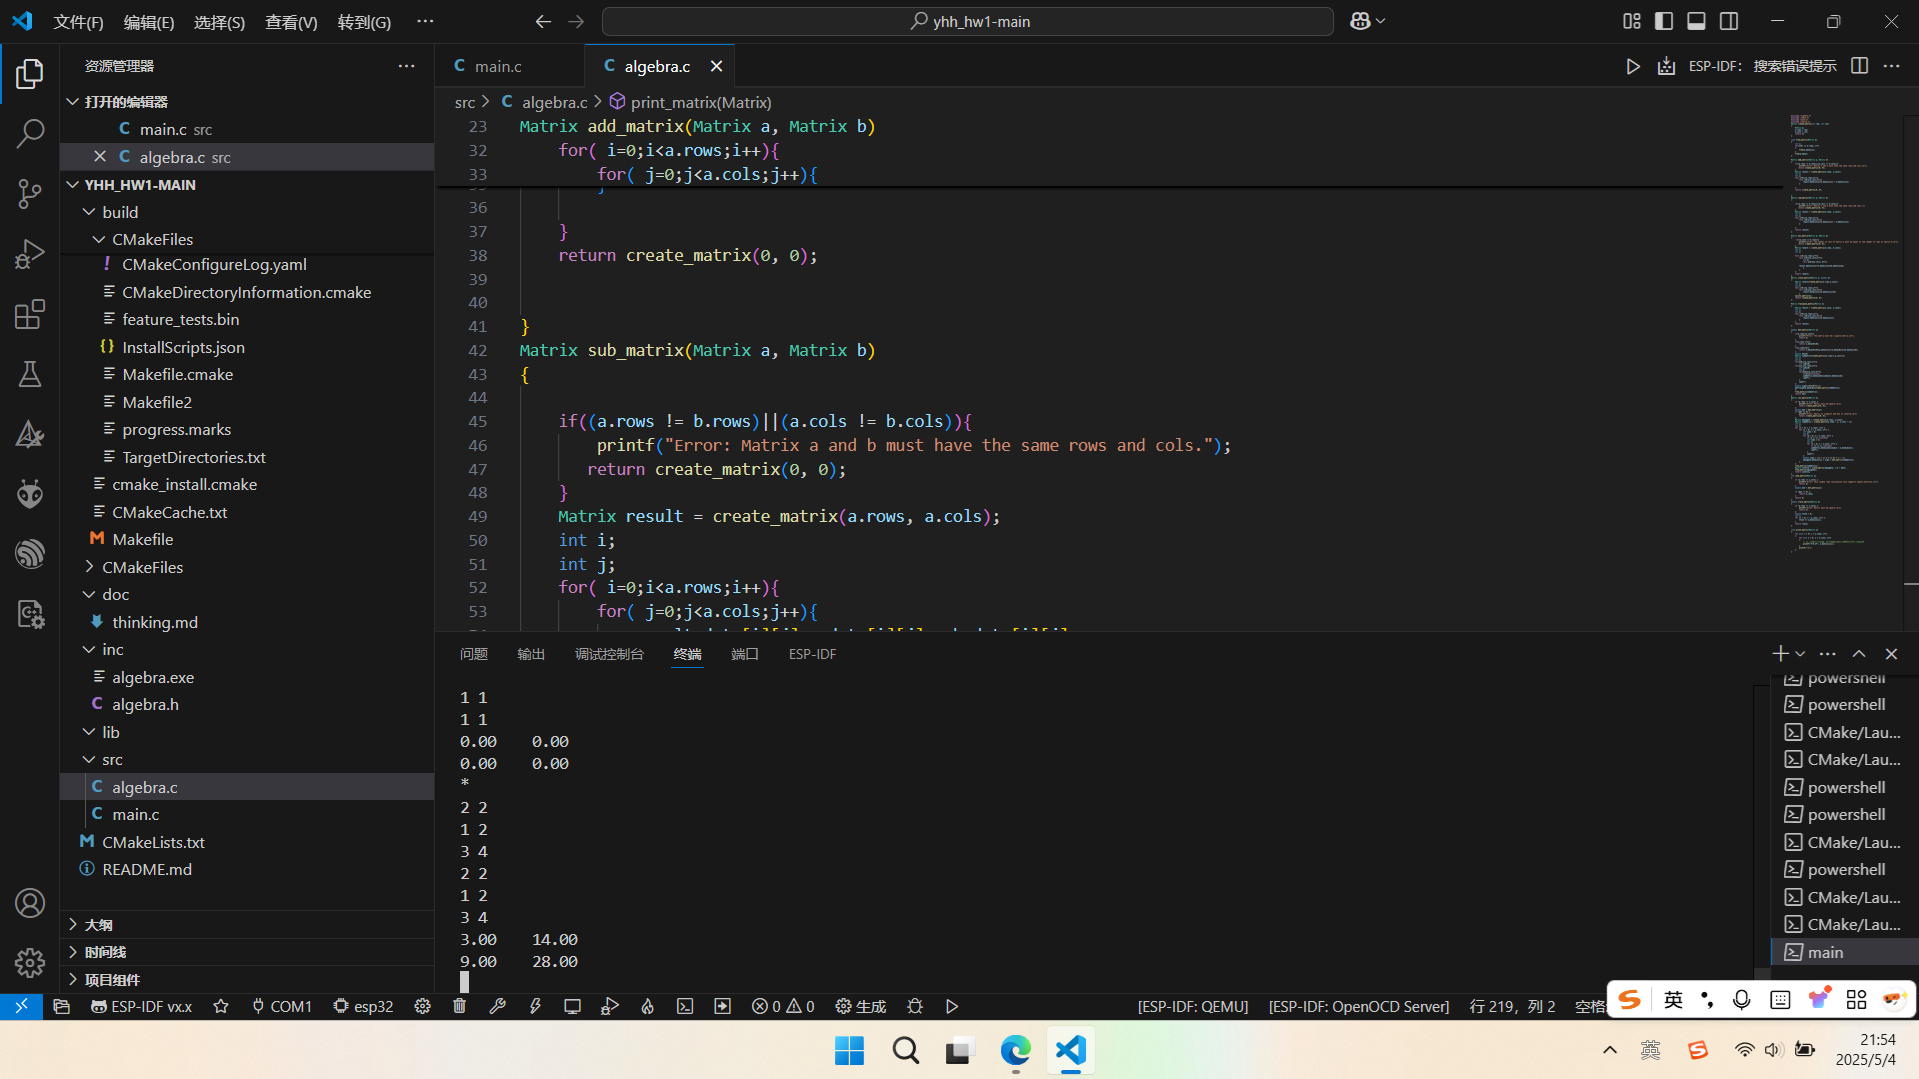 文件(F) 编辑(E) 选择(S) 查看(V) 转到(G) ··· yhh_hw1-main
资源管理器 ···
打开的编辑器
C main.c src
C algebra.c src
YHH_HW1-MAIN
build
CMakeFiles
! CMakeConfigureLog.yaml
CMakeDirectoryInformation.cmake
feature_tests.bin
{} InstallScripts.json
Makefile.cmake
Makefile2
progress.marks
TargetDirectories.txt
cmake_install.cmake
CMakeCache.txt
M Makefile
CMakeFiles
doc
thinking.md
inc
algebra.exe
C algebra.h
lib
src
C algebra.c
C main.c
M CMakeLists.txt
README.md
大纲
时间线
项目组件
C main.c C algebra.c ESP-IDF: 搜索错误提示 ···
src > C algebra.c > print_matrix(Matrix)
23 Matrix add_matrix(Matrix a, Matrix b)
32 for( i=0;i<a.rows;i++){
33 for( j=0;j<a.cols;j++){
36
37 }
38 return create_matrix(0, 0);
39
40
41 }
42 Matrix sub_matrix(Matrix a, Matrix b)
43 {
44
45 if((a.rows != b.rows)||(a.cols != b.cols)){
46 printf("Error: Matrix a and b must have the same rows and cols.");
47 return create_matrix(0, 0);
48 }
49 Matrix result = create_matrix(a.rows, a.cols);
50 int i;
51 int j;
52 for( i=0;i<a.rows;i++){
53 for( j=0;j<a.cols;j++){
问题 输出 调试控制台 终端 端口 ESP-IDF
1 1
1 1
0.00 0.00
0.00 0.00
*
2 2
1 2
3 4
2 2
1 2
3 4
3.00 14.00
9.00 28.00
powershell
powershell
CMake/Lau...
CMake/Lau...
powershell
powershell
CMake/Lau...
powershell
CMake/Lau...
CMake/Lau...
main
ESP-IDF vx.x COM1 esp32 0 0 生成 [ESP-IDF: QEMU] [ESP-IDF: OpenOCD Server] 行 219，列 2 空格
S 英
英 S 21:54
2025/5/4